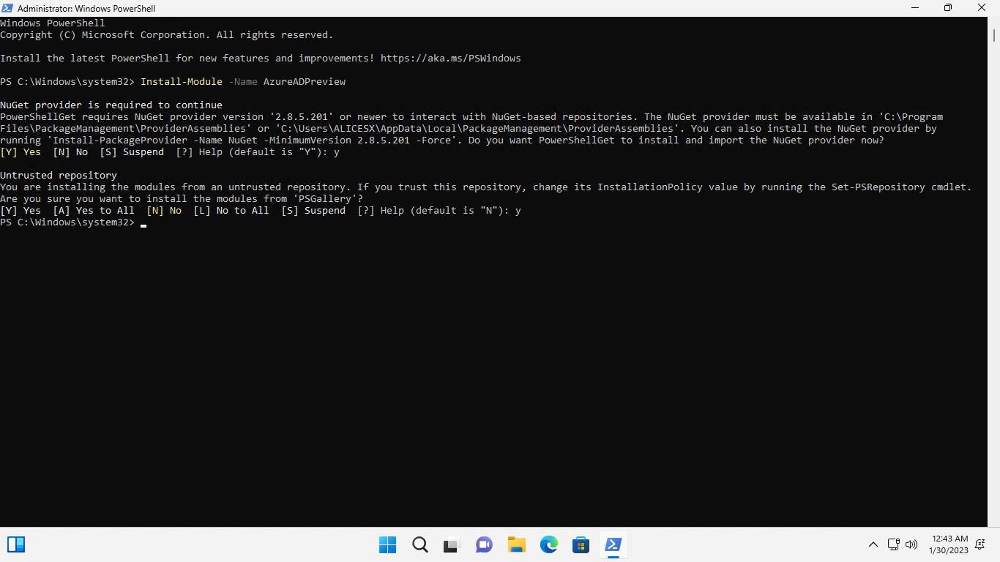 Administrator: Windows PowerShell
Windows PowerShell
Copyright (C) Microsoft Corporation. All rights reserved.
Install the latest PowerShell for new features and improvements! https://aka.ms/PSWindows
PS C:\Windows\system32> Install-Module -Name AzureADPreview
NuGet provider is required to continue
PowerShellGet requires NuGet provider version '2.8.5.201' or newer to interact with NuGet-based repositories. The NuGet provider must be available in 'C:\Program
Files\PackageManagement\ProviderAssemblies' or 'C:\Users\ALICESX\AppData\Local\PackageManagement\ProviderAssemblies'. You can also install the NuGet provider by
running 'Install-PackageProvider -Name NuGet -MinimumVersion 2.8.5.201 -Force'. Do you want PowerShellGet to install and import the NuGet provider now?
[Y] Yes  [N] No  [S] Suspend  [?] Help (default is "Y"): y
Untrusted repository
You are installing the modules from an untrusted repository. If you trust this repository, change its InstallationPolicy value by running the Set-PSRepository cmdlet.
Are you sure you want to install the modules from 'PSGallery'?
[Y] Yes  [A] Yes to All  [N] No  [L] No to All  [S] Suspend  [?] Help (default is "N"): y
PS C:\Windows\system32>
12:43 AM
1/30/2023